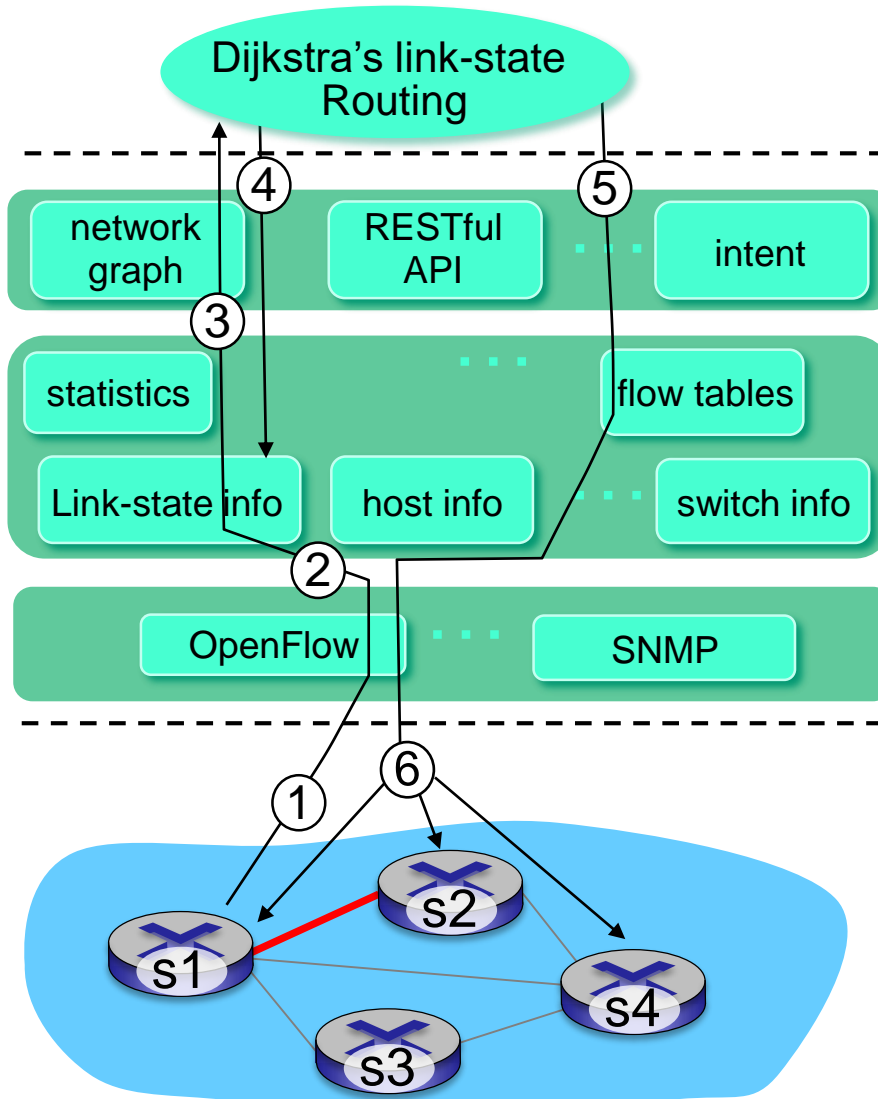 Dijkstra’s link-state
Routing
4
5
network
graph
RESTful
API
. . .
intent
3
. . .
statistics
flow tables
Link-state info
host info
. . .
switch info
2
OpenFlow
. . .
SNMP
1
6
s2
s1
s4
s3